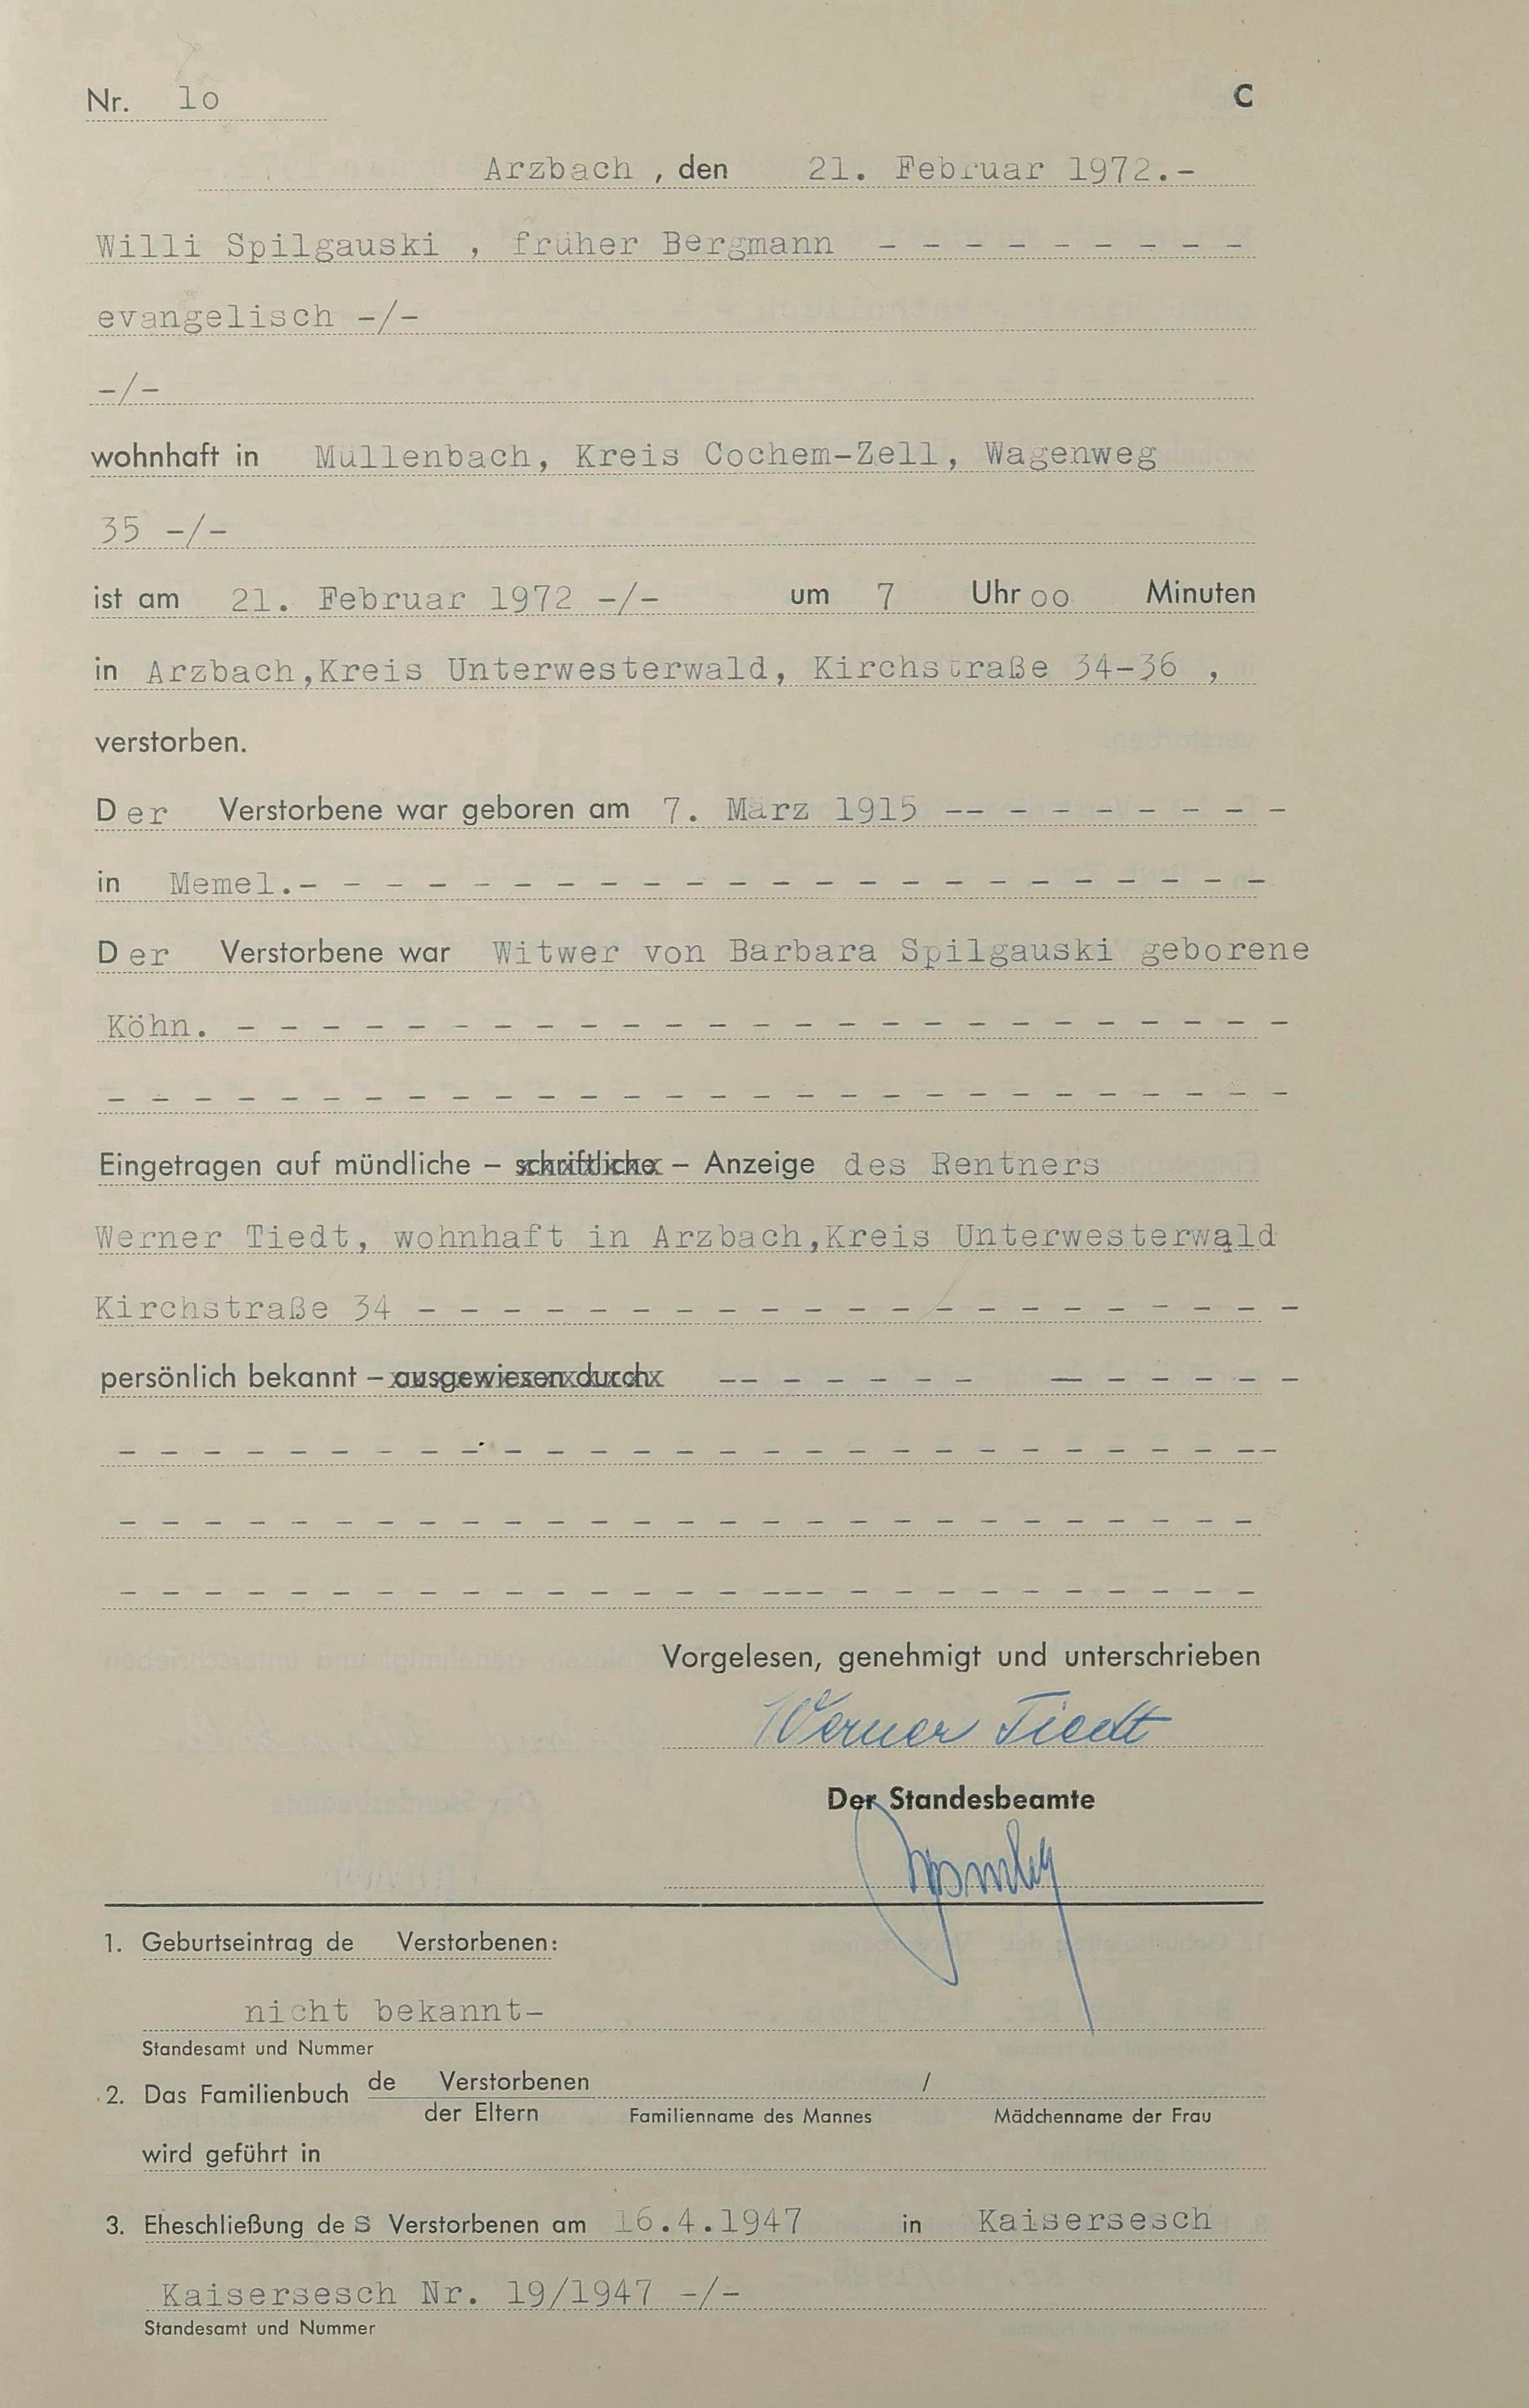 Nr. lo C
Arzbach , den 21. Februar 1972.-
Willi Spilgauski , früher Bergmann - - - - - - - - -
evangelisch -/-
-/-
wohnhaft in Müllenbach, Kreis Cochem-Zell, Wagenweg
35 -/-
ist am 21. Februar 1972 -/- um 7 Uhr oo Minuten
in Arzbach,Kreis Unterwesterwald, Kirchstraße 34-36 ,
verstorben.
Der Verstorbene war geboren am 7. März 1915 -- - - - - - - -
in Memel.- - - - - - - - - - - - - - - - - - - - - - -
Der Verstorbene war Witwer von Barbara Spilgauski geborene
Köhn. - - - - - - - - - - - - - - - - - - - - - - - - -
- - - - - - - - - - - - - - - - - - - - - - - - - - - -
Eingetragen auf mündliche – schriftliche – Anzeige des Rentners
Werner Tiedt, wohnhaft in Arzbach,Kreis Unterwesterwald
Kirchstraße 34 - - - - - - - - - - - - - - - - - - - - -
persönlich bekannt – ausgewiesen durch -- - - - - - — - - - - -
- - - - - - - - - - - - - - - - - - - - - - - - - - --
- - - - - - - - - - - - - - - - - - - - - - - - - - -
- - - - - - - - - - - - - - - --- - - - - - - - - - -
Vorgelesen, genehmigt und unterschrieben
Werner Tiedt
Der Standesbeamte
1. Geburtseintrag de Verstorbenen:
nicht bekannt-
Standesamt und Nummer
2. Das Familienbuch de Verstorbenen /
der Eltern Familienname des Mannes Mädchenname der Frau
wird geführt in
3. Eheschließung des Verstorbenen am 16.4.1947 in Kaisersesch
Kaisersesch Nr. 19/1947 -/-
Standesamt und Nummer